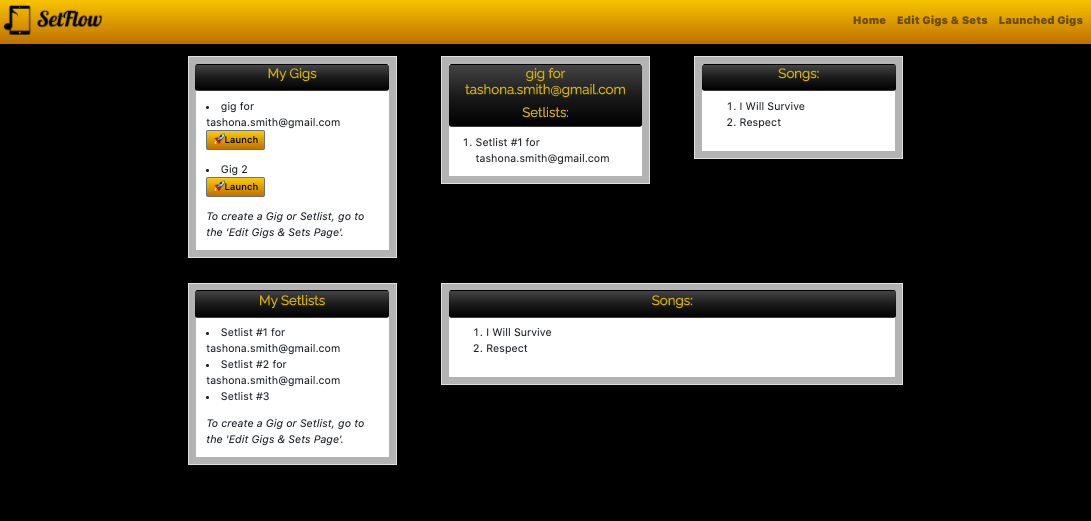 SetFlow
Home Edit Gigs & Sets Launched Gigs
My Gigs
• gig for
tashona.smith@gmail.com
🚀Launch
• Gig 2
🚀Launch
To create a Gig or Setlist, go to
the 'Edit Gigs & Sets Page'.
gig for
tashona.smith@gmail.com
Setlists:
1. Setlist #1 for
tashona.smith@gmail.com
Songs:
1. I Will Survive
2. Respect
My Setlists
• Setlist #1 for
tashona.smith@gmail.com
• Setlist #2 for
tashona.smith@gmail.com
• Setlist #3
To create a Gig or Setlist, go to
the 'Edit Gigs & Sets Page'.
Songs:
1. I Will Survive
2. Respect